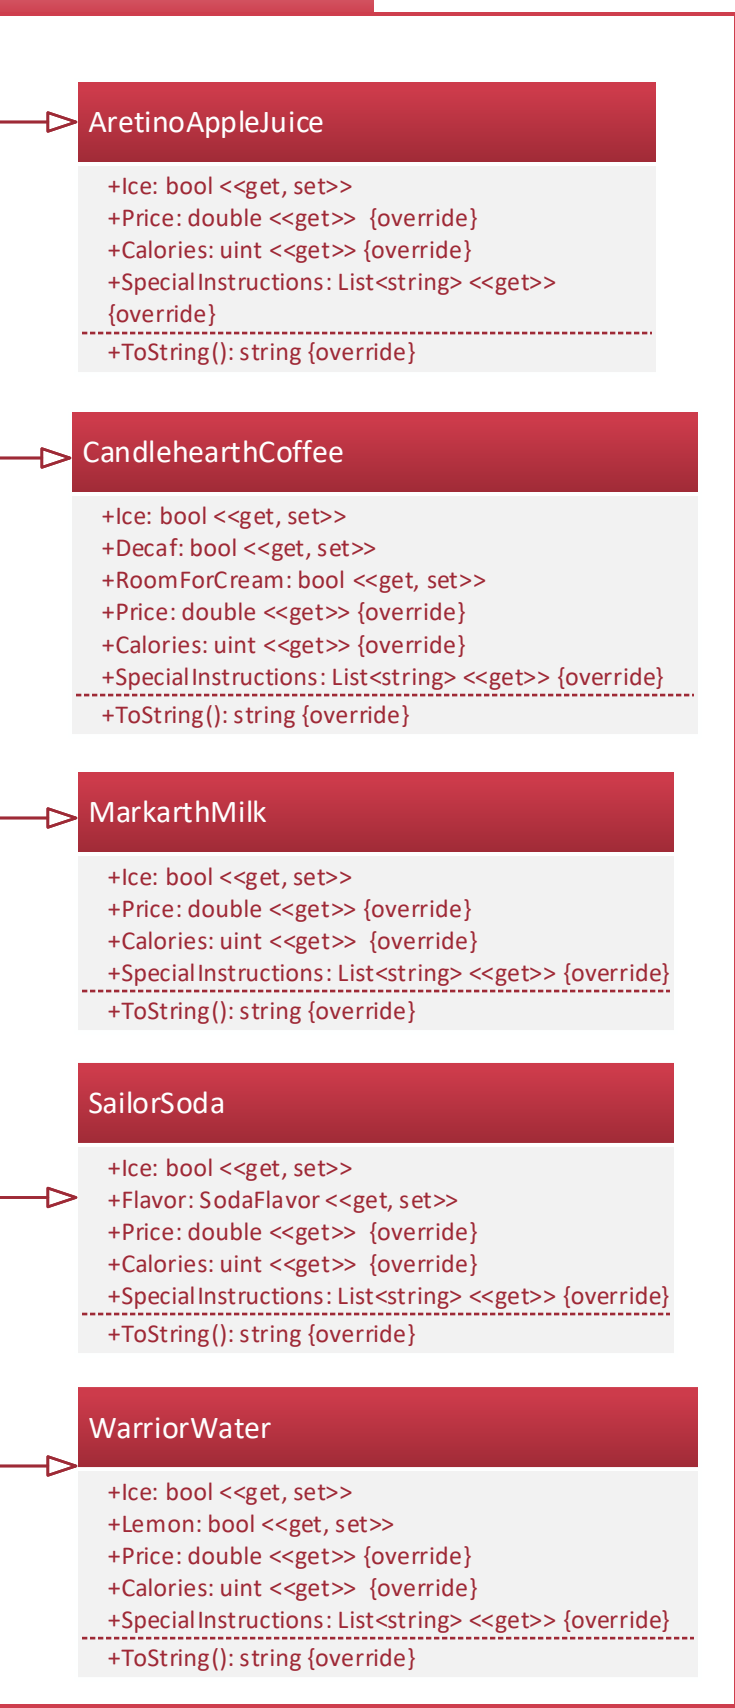 AretinoAppleJuice
+Ice: bool <<get, set>>
+Price: double <<get>> {override}
+Calories: uint <<get>> {override}
+SpecialInstructions: List<string> <<get>>
{override}
+ToString(): string {override}
CandlehearthCoffee
+Ice: bool <<get, set>>
+Decaf: bool <<get, set>>
+RoomForCream: bool <<get, set>>
+Price: double <<get>> {override}
+Calories: uint <<get>> {override}
+SpecialInstructions: List<string> <<get>> {override}
+ToString(): string {override}
MarkarthMilk
+Ice: bool <<get, set>>
+Price: double <<get>> {override}
+Calories: uint <<get>> {override}
+SpecialInstructions: List<string> <<get>> {override}
+ToString(): string {override}
SailorSoda
+Ice: bool <<get, set>>
+Flavor: SodaFlavor <<get, set>>
+Price: double <<get>> {override}
+Calories: uint <<get>> {override}
+SpecialInstructions: List<string> <<get>> {override}
+ToString(): string {override}
WarriorWater
+Ice: bool <<get, set>>
+Lemon: bool <<get, set>>
+Price: double <<get>> {override}
+Calories: uint <<get>> {override}
+SpecialInstructions: List<string> <<get>> {override}
+ToString(): string {override}